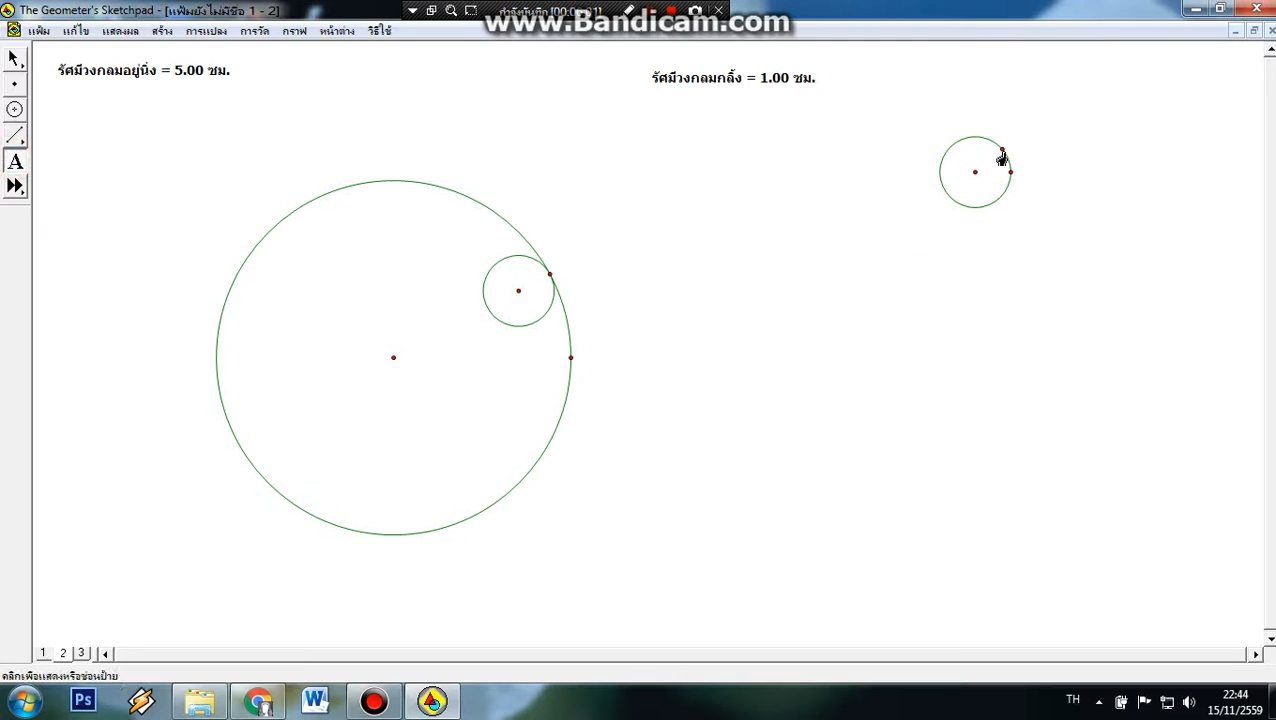 The Geometer's Sketchpad - [แฟ้มยังไม่มีชื่อ 1 - 2]
www.Bandicam.com
แฟ้ม แก้ไข แสดงผล สร้าง การแปลง การวัด กราฟ หน้าต่าง วิธีใช้
รัศมีวงกลมอยู่นิ่ง = 5.00 ซม.
รัศมีวงกลมกลิ้ง = 1.00 ซม.
A
1 2 3
คลิกเพื่อแสดงหรือซ่อนป้าย
Ps
W
TH
22:44
15/11/2559